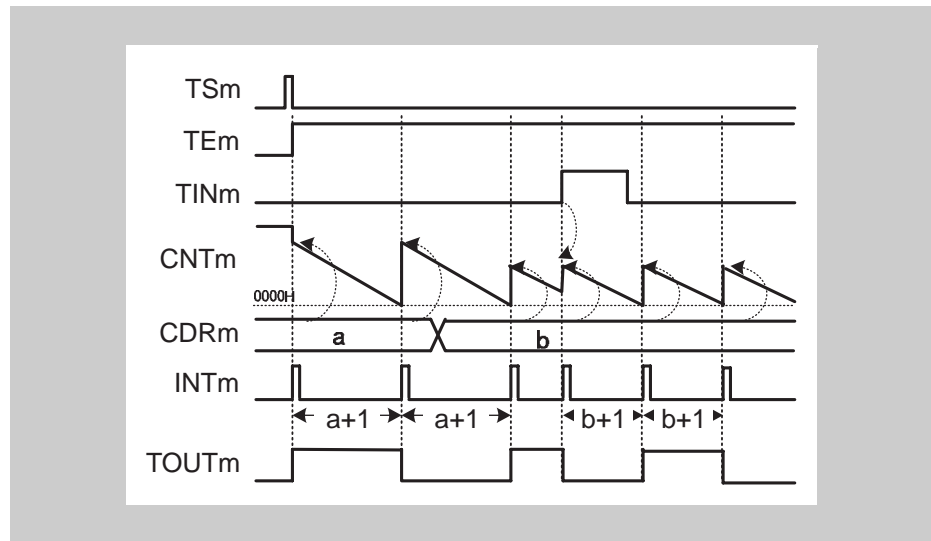 TSm
TEm
TINm
CNTm
0000H
CDRm
a
b
INTm
a+1
a+1
b+1
b+1
TOUTm